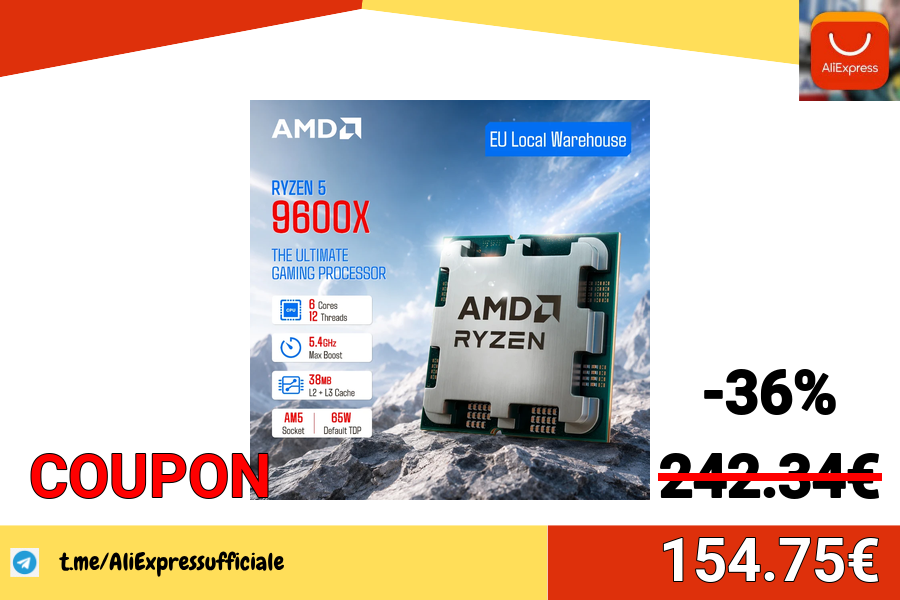 AliExpress
AMD
EU Local Warehouse
RYZEN 5
9600X
THE ULTIMATE
GAMING PROCESSOR
CPU
6 Cores
12 Threads
5.4GHz
Max Boost
38MB
L2 + L3 Cache
AM5
Socket
65W
Default TDP
AMD
RYZEN
-36%
COUPON
242.34€
t.me/AliExpressufficiale
154.75€